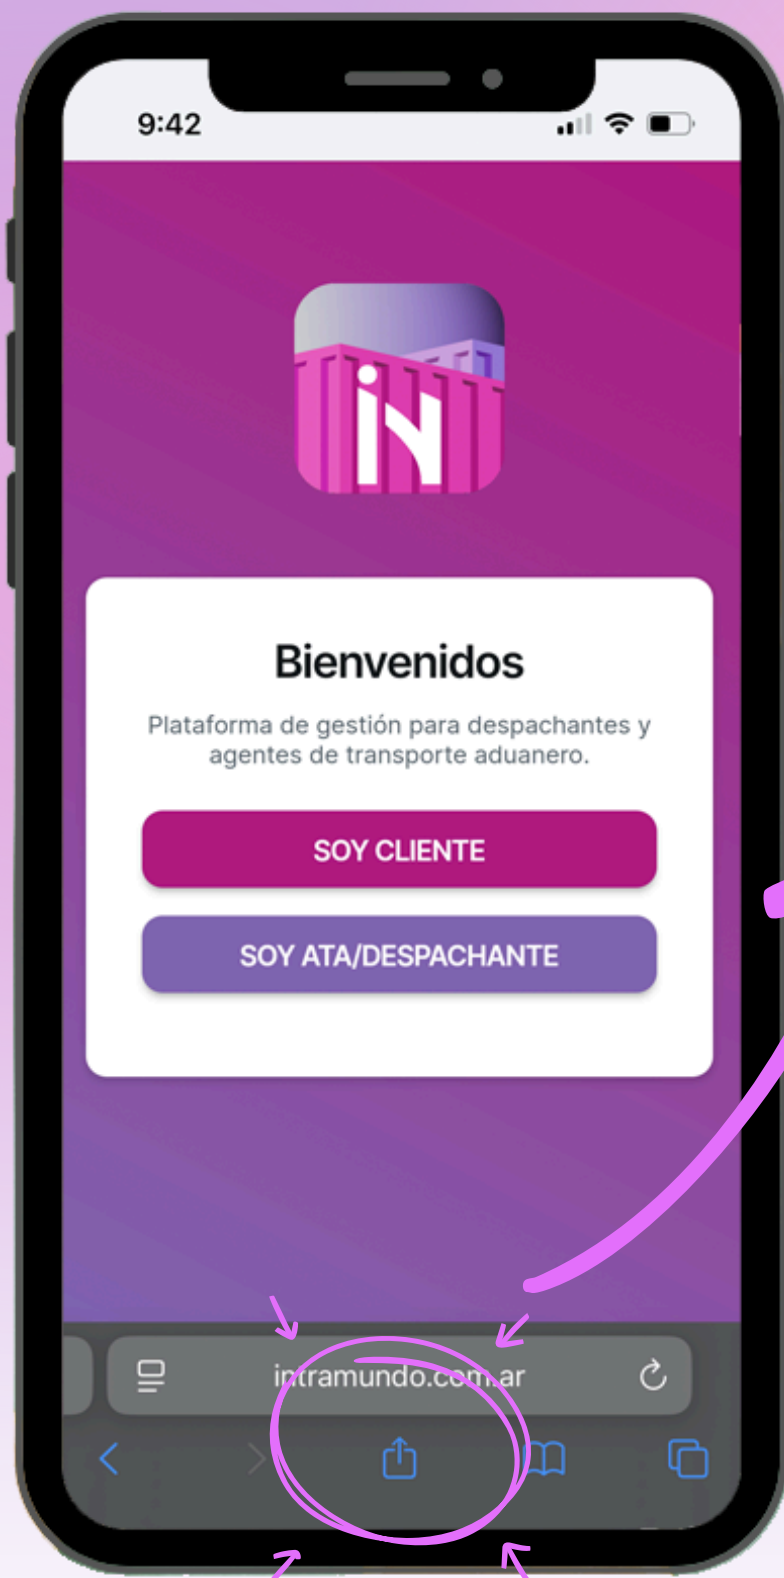 9:42
iN
Bienvenidos
Plataforma de gestión para despachantes y
agentes de transporte aduanero.
SOY CLIENTE
SOY ATA/DESPACHANTE
intramundo.com.ar